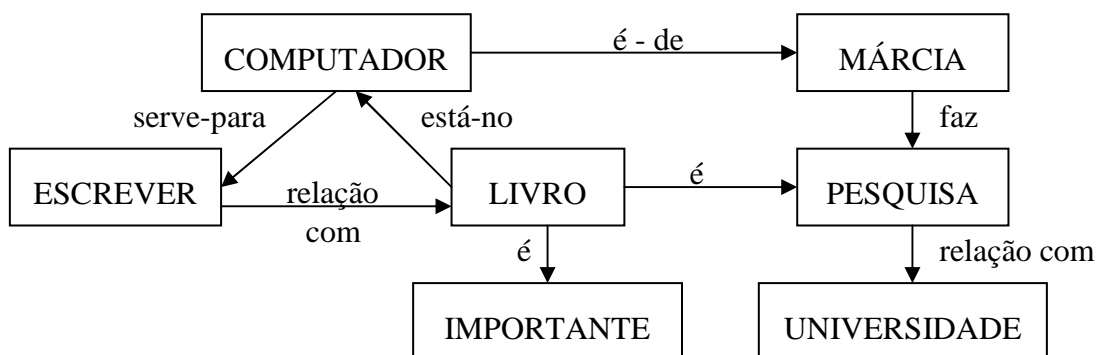 é - de
COMPUTADOR MÁRCIA
serve-para está-no faz
é
ESCREVER relação LIVRO PESQUISA
com
é relação com
IMPORTANTE UNIVERSIDADE